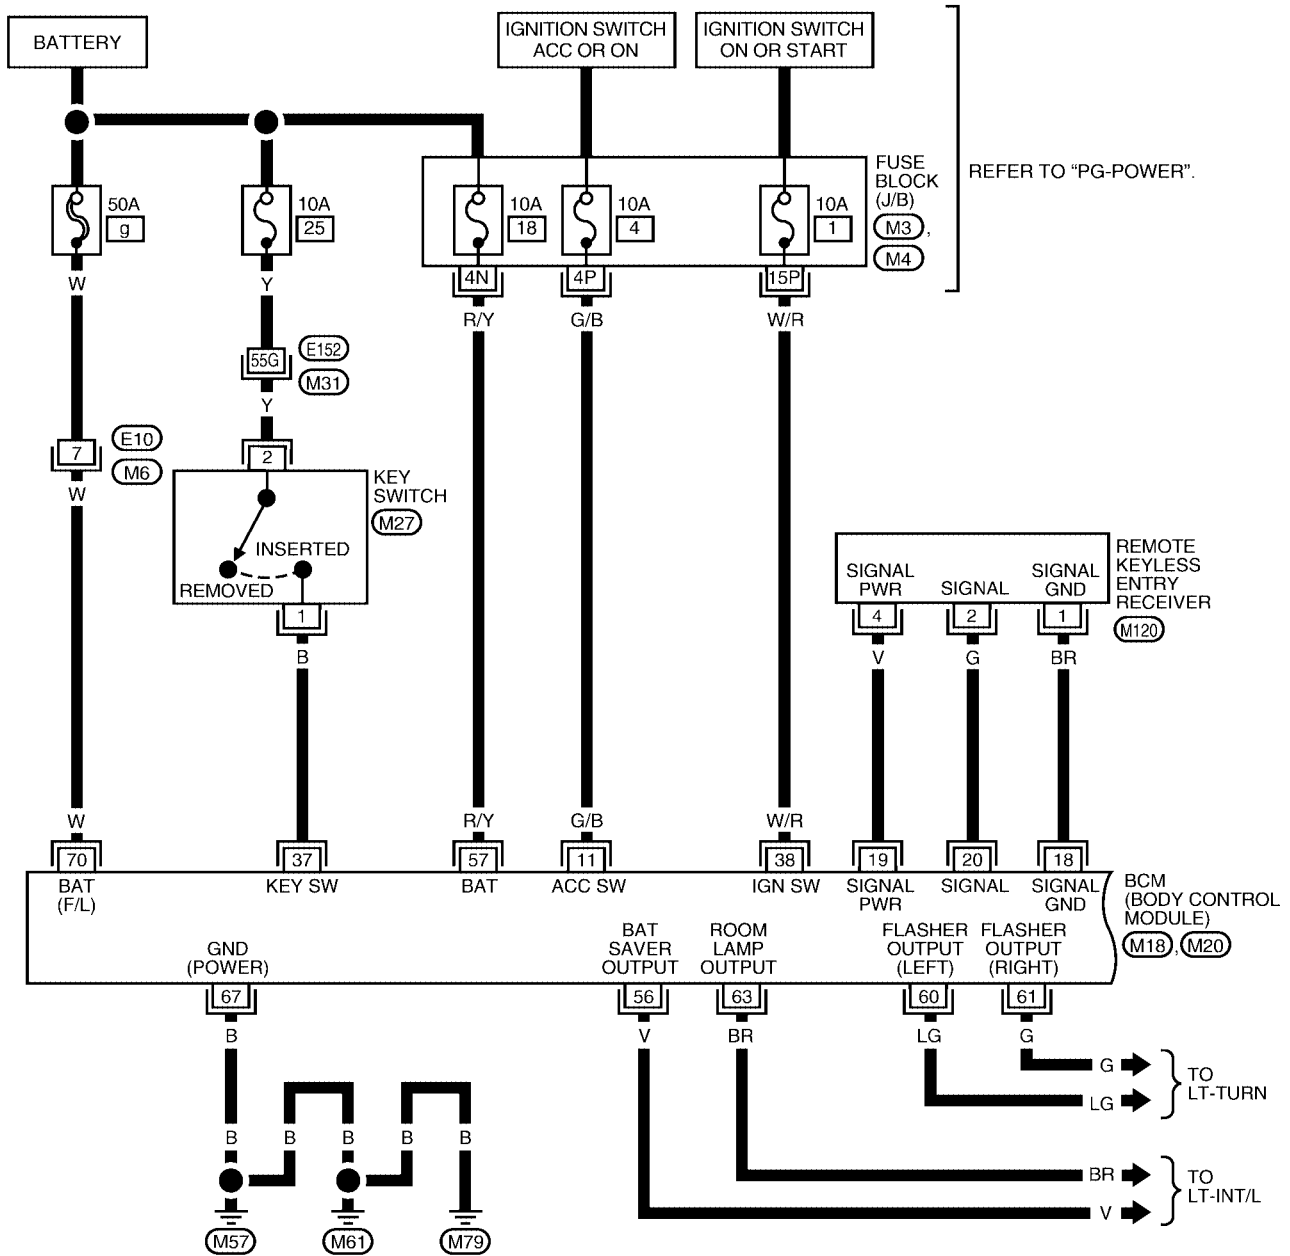 BATTERY
IGNITION SWITCH
ACC OR ON
IGNITION SWITCH
ON OR START
REFER TO “PG-POWER”.
50A
g
10A
25
10A
18
10A
4
10A
1
FUSE
BLOCK
(J/B)
M3 ,
M4
4N
4P
15P
W
Y
R/Y
G/B
W/R
55G
E152
M31
Y
7
E10
M6
W
2
KEY
SWITCH
M27
INSERTED
REMOVED
1
B
SIGNAL
PWR
SIGNAL
SIGNAL
GND
REMOTE
KEYLESS
ENTRY
RECEIVER
M120
4
2
1
V
G
BR
W
R/Y
G/B
W/R
70
37
57
11
38
19
20
18
BAT
(F/L)
KEY SW
BAT
ACC SW
IGN SW
SIGNAL
PWR
SIGNAL
SIGNAL
GND
BCM
(BODY CONTROL
MODULE)
M18 , M20
GND
(POWER)
BAT
SAVER
OUTPUT
ROOM
LAMP
OUTPUT
FLASHER
OUTPUT
(LEFT)
FLASHER
OUTPUT
(RIGHT)
67
56
63
60
61
B
V
BR
LG
G
G
LG
TO
LT-TURN
B
B
B
B
B
BR
V
TO
LT-INT/L
M57
M61
M79